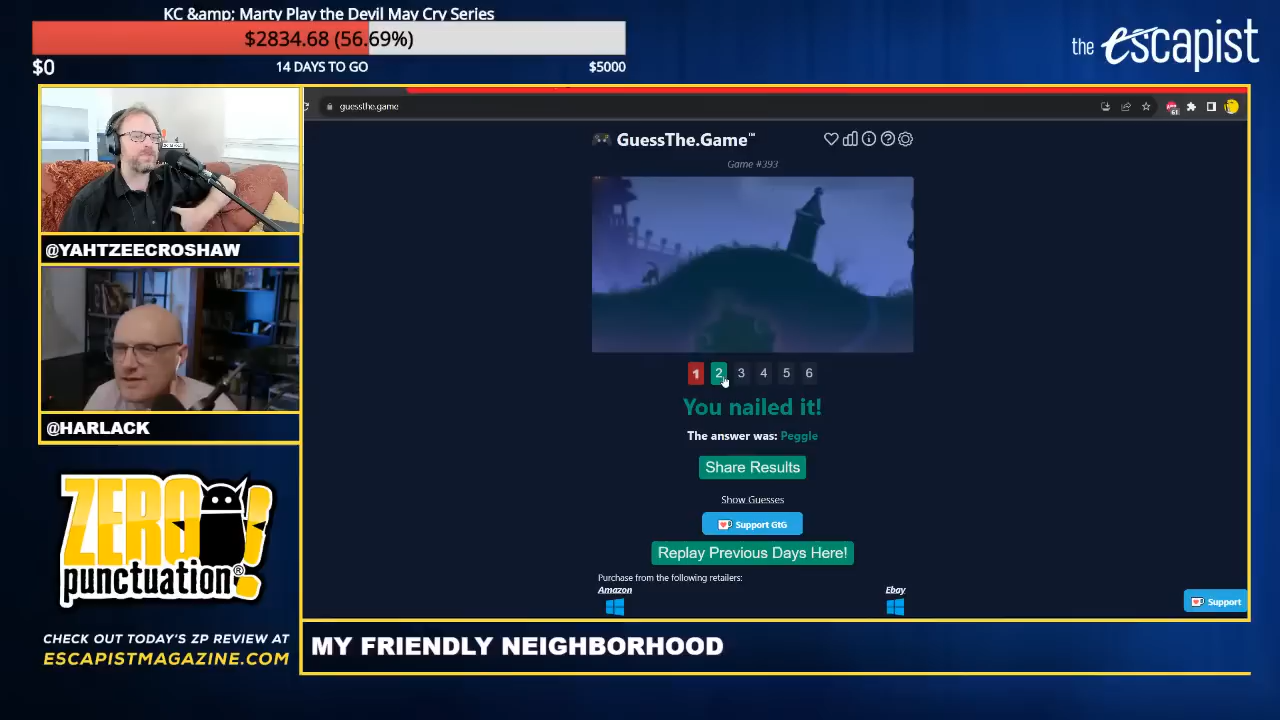 KC &amp; Marty Play the Devil May Cry Series
$2834.68 (56.69%)
$0
14 DAYS TO GO
$5000
the escapist
@YAHTZEECROSHAW
@HARLACK
ZERO
punctuation®
CHECK OUT TODAY'S ZP REVIEW AT
ESCAPISTMAGAZINE.COM
guessthe.game
GuessThe.Game™
Game #393
1 2 3 4 5 6
You nailed it!
The answer was: Peggle
Share Results
Show Guesses
Support GtG
Replay Previous Days Here!
Purchase from the following retailers:
Amazon
Ebay
Support
MY FRIENDLY NEIGHBORHOOD